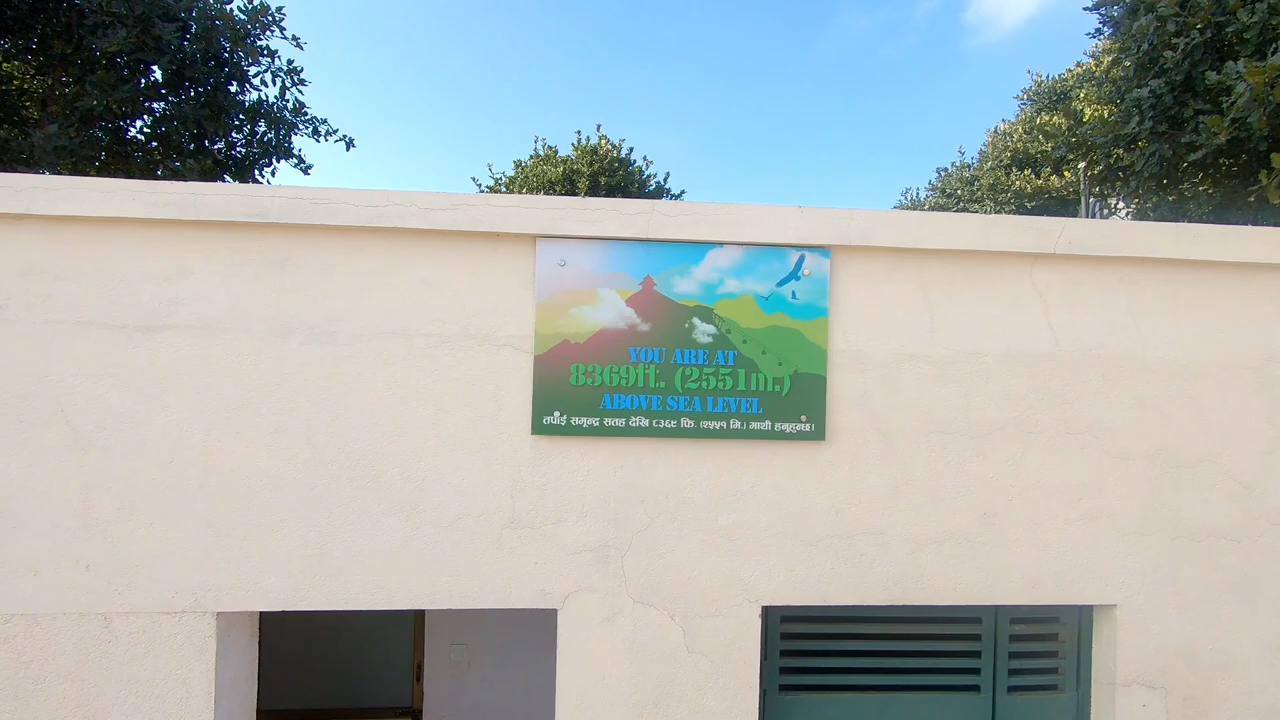 YOU ARE AT
8369ft. (2551m.)
ABOVE SEA LEVEL
तपाँई समून्द्र सतह देखि ८३६९ फि. (२५५१ मि.) माथी हनुहुन्छ।